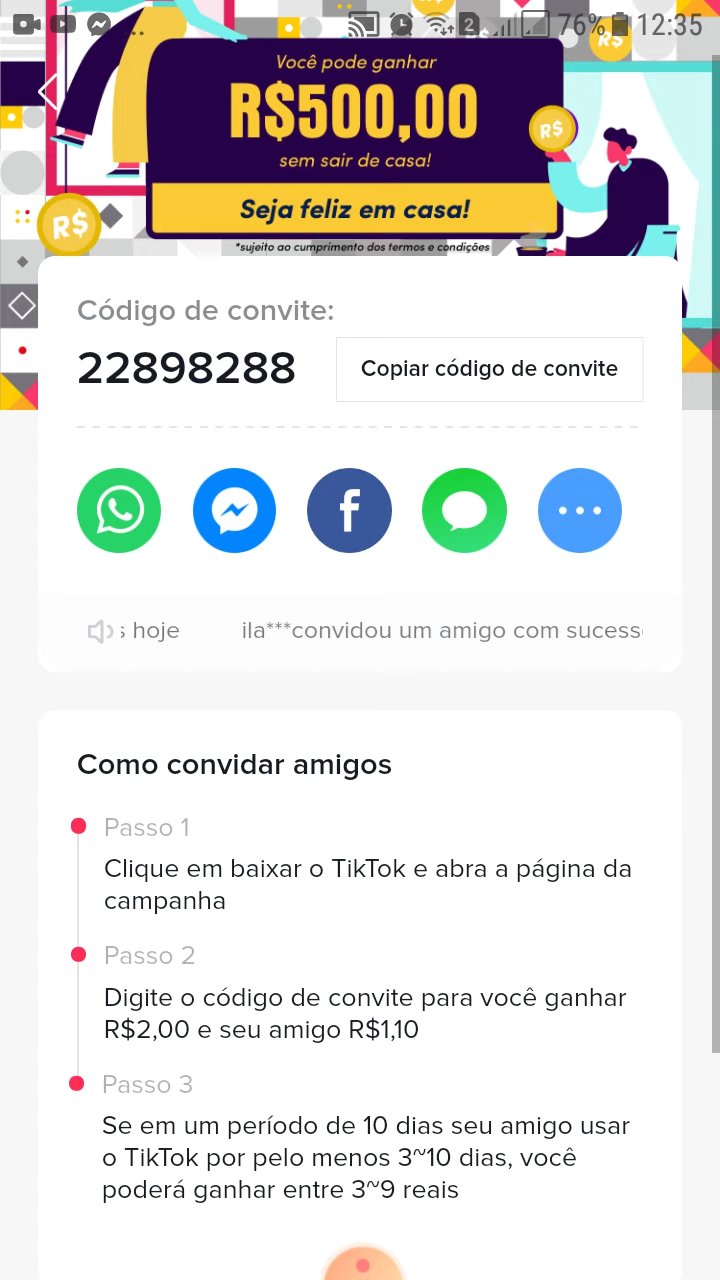 ... 2 76% 12:35
Você pode ganhar
R$500,00
sem sair de casa!
Seja feliz em casa!
*sujeito ao cumprimento dos termos e condições
R$
R$
R$
Código de convite:
22898288
Copiar código de convite
s hoje ila***convidou um amigo com sucess
Como convidar amigos
Passo 1
Clique em baixar o TikTok e abra a página da
campanha
Passo 2
Digite o código de convite para você ganhar
R$2,00 e seu amigo R$1,10
Passo 3
Se em um período de 10 dias seu amigo usar
o TikTok por pelo menos 3~10 dias, você
poderá ganhar entre 3~9 reais